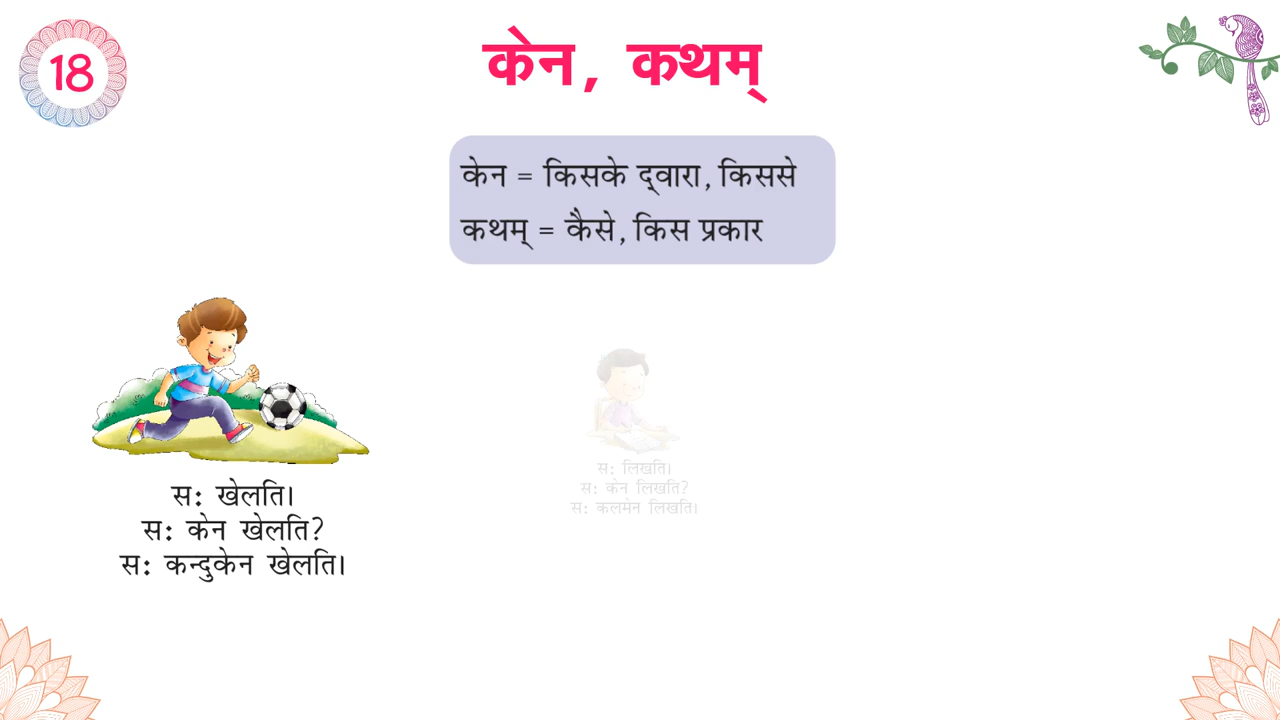 18
केन, कथम्
केन = किसके द्‌वारा, किससे
कथम् = कैसे, किस प्रकार
सः खेलति।
सः केन खेलति?
सः कन्दुकेन खेलति।
सः लिखति।
सः केन लिखति?
सः कलमेन लिखति।